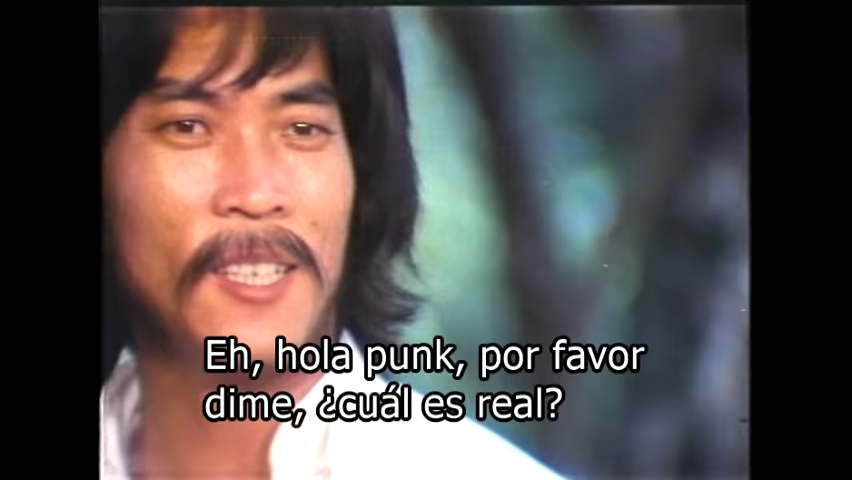 Eh, hola punk, por favor
dime, ¿cuál es real?